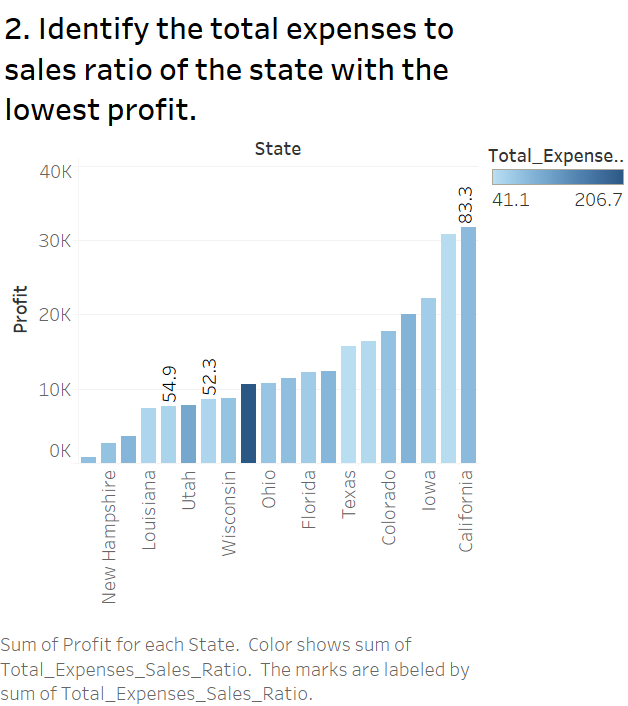 2. Identify the total expenses to
sales ratio of the state with the
lowest profit.
State
Total_Expense..
41.1 206.7
Profit
40K
30K
20K
10K
0K
54.9
52.3
83.3
New Hampshire
Louisiana
Utah
Wisconsin
Ohio
Florida
Texas
Colorado
Iowa
California
Sum of Profit for each State.  Color shows sum of
Total_Expenses_Sales_Ratio.  The marks are labeled by
sum of Total_Expenses_Sales_Ratio.